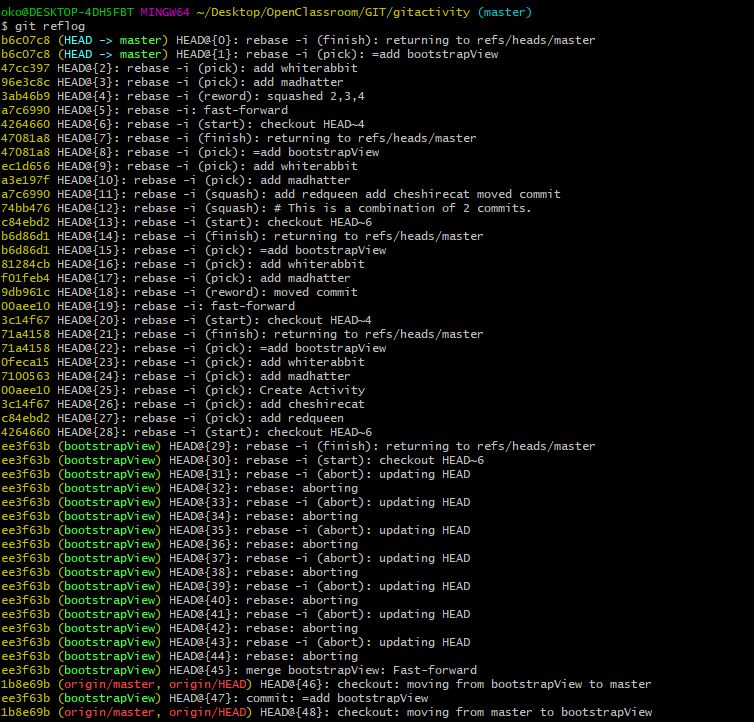 oko@DESKTOP-4DH5FBT MINGW64 ~/Desktop/OpenClassroom/GIT/gitactivity (master)
$ git reflog
b6c07c8 (HEAD -> master) HEAD@{0}: rebase -i (finish): returning to refs/heads/master
b6c07c8 (HEAD -> master) HEAD@{1}: rebase -i (pick): =add bootstrapView
47cc397 HEAD@{2}: rebase -i (pick): add whiterabbit
96e3c8c HEAD@{3}: rebase -i (pick): add madhatter
3ab46b9 HEAD@{4}: rebase -i (reword): squashed 2,3,4
a7c6990 HEAD@{5}: rebase -i: fast-forward
4264660 HEAD@{6}: rebase -i (start): checkout HEAD~4
47081a8 HEAD@{7}: rebase -i (finish): returning to refs/heads/master
47081a8 HEAD@{8}: rebase -i (pick): =add bootstrapView
ec1d656 HEAD@{9}: rebase -i (pick): add whiterabbit
a3e197f HEAD@{10}: rebase -i (pick): add madhatter
a7c6990 HEAD@{11}: rebase -i (squash): add redqueen add cheshirecat moved commit
74bb476 HEAD@{12}: rebase -i (squash): # This is a combination of 2 commits.
c84ebd2 HEAD@{13}: rebase -i (start): checkout HEAD~6
b6d86d1 HEAD@{14}: rebase -i (finish): returning to refs/heads/master
b6d86d1 HEAD@{15}: rebase -i (pick): =add bootstrapView
81284cb HEAD@{16}: rebase -i (pick): add whiterabbit
f01feb4 HEAD@{17}: rebase -i (pick): add madhatter
9db961c HEAD@{18}: rebase -i (reword): moved commit
00aee10 HEAD@{19}: rebase -i: fast-forward
3c14f67 HEAD@{20}: rebase -i (start): checkout HEAD~4
71a4158 HEAD@{21}: rebase -i (finish): returning to refs/heads/master
71a4158 HEAD@{22}: rebase -i (pick): =add bootstrapView
0feca15 HEAD@{23}: rebase -i (pick): add whiterabbit
7100563 HEAD@{24}: rebase -i (pick): add madhatter
00aee10 HEAD@{25}: rebase -i (pick): Create Activity
3c14f67 HEAD@{26}: rebase -i (pick): add cheshirecat
c84ebd2 HEAD@{27}: rebase -i (pick): add redqueen
4264660 HEAD@{28}: rebase -i (start): checkout HEAD~6
ee3f63b (bootstrapView) HEAD@{29}: rebase -i (finish): returning to refs/heads/master
ee3f63b (bootstrapView) HEAD@{30}: rebase -i (start): checkout HEAD~6
ee3f63b (bootstrapView) HEAD@{31}: rebase -i (abort): updating HEAD
ee3f63b (bootstrapView) HEAD@{32}: rebase: aborting
ee3f63b (bootstrapView) HEAD@{33}: rebase -i (abort): updating HEAD
ee3f63b (bootstrapView) HEAD@{34}: rebase: aborting
ee3f63b (bootstrapView) HEAD@{35}: rebase -i (abort): updating HEAD
ee3f63b (bootstrapView) HEAD@{36}: rebase: aborting
ee3f63b (bootstrapView) HEAD@{37}: rebase -i (abort): updating HEAD
ee3f63b (bootstrapView) HEAD@{38}: rebase: aborting
ee3f63b (bootstrapView) HEAD@{39}: rebase -i (abort): updating HEAD
ee3f63b (bootstrapView) HEAD@{40}: rebase: aborting
ee3f63b (bootstrapView) HEAD@{41}: rebase -i (abort): updating HEAD
ee3f63b (bootstrapView) HEAD@{42}: rebase: aborting
ee3f63b (bootstrapView) HEAD@{43}: rebase -i (abort): updating HEAD
ee3f63b (bootstrapView) HEAD@{44}: rebase: aborting
ee3f63b (bootstrapView) HEAD@{45}: merge bootstrapView: Fast-forward
1b8e69b (origin/master, origin/HEAD) HEAD@{46}: checkout: moving from bootstrapView to master
ee3f63b (bootstrapView) HEAD@{47}: commit: =add bootstrapView
1b8e69b (origin/master, origin/HEAD) HEAD@{48}: checkout: moving from master to bootstrapView